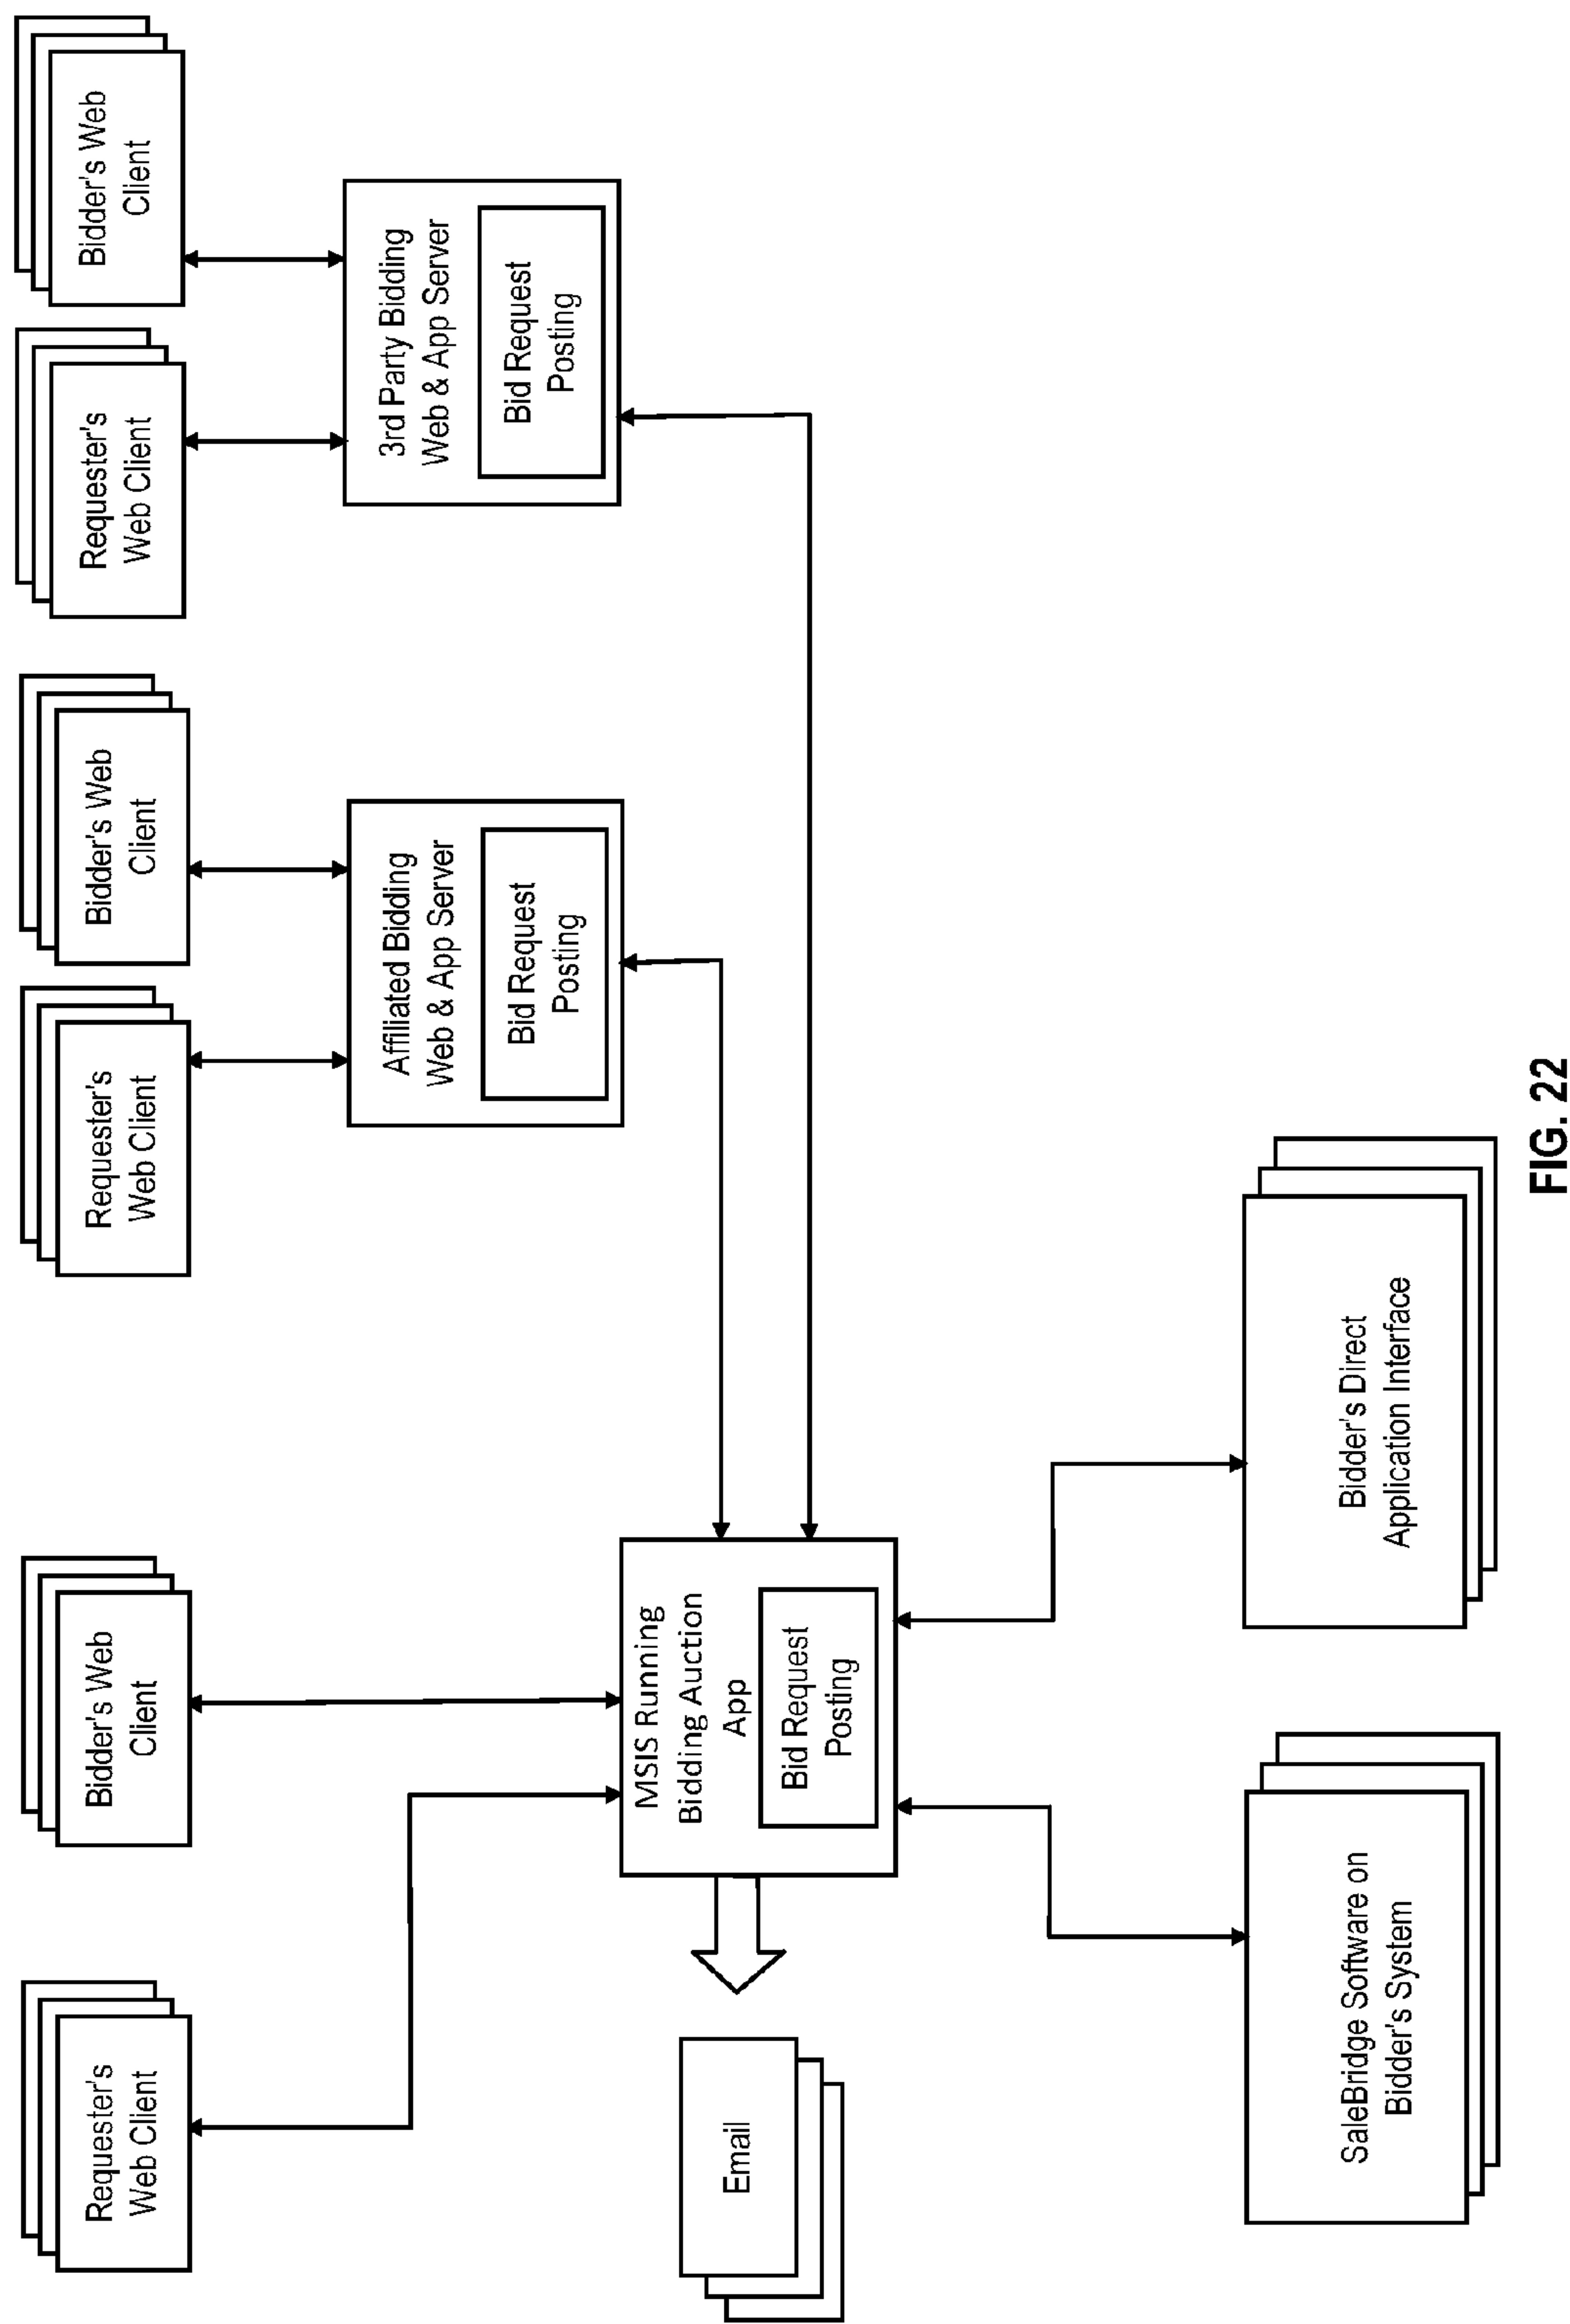 Requester's
Web Client
Bidder's Web
Client
Requester's
Web Client
Bidder's Web
Client
Requester's
Web Client
Bidder's Web
Client
Affiliated Bidding
Web & App Server
Bid Request
Posting
3rd Party Bidding
Web & App Server
Bid Request
Posting
Email
MSIS Running
Bidding Auction
App
Bid Request
Posting
SaleBridge Software on
Bidder's System
Bidder's Direct
Application Interface
FIG. 22